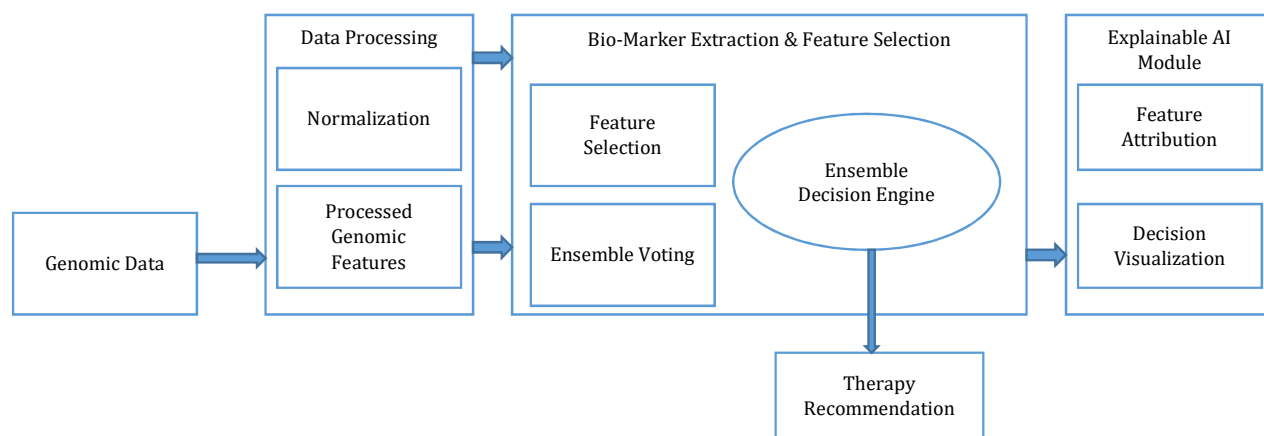 Data Processing
Normalization
Processed
Genomic
Features
Genomic Data
Bio-Marker Extraction & Feature Selection
Feature
Selection
Ensemble Voting
Ensemble
Decision Engine
Therapy
Recommendation
Explainable AI
Module
Feature
Attribution
Decision
Visualization